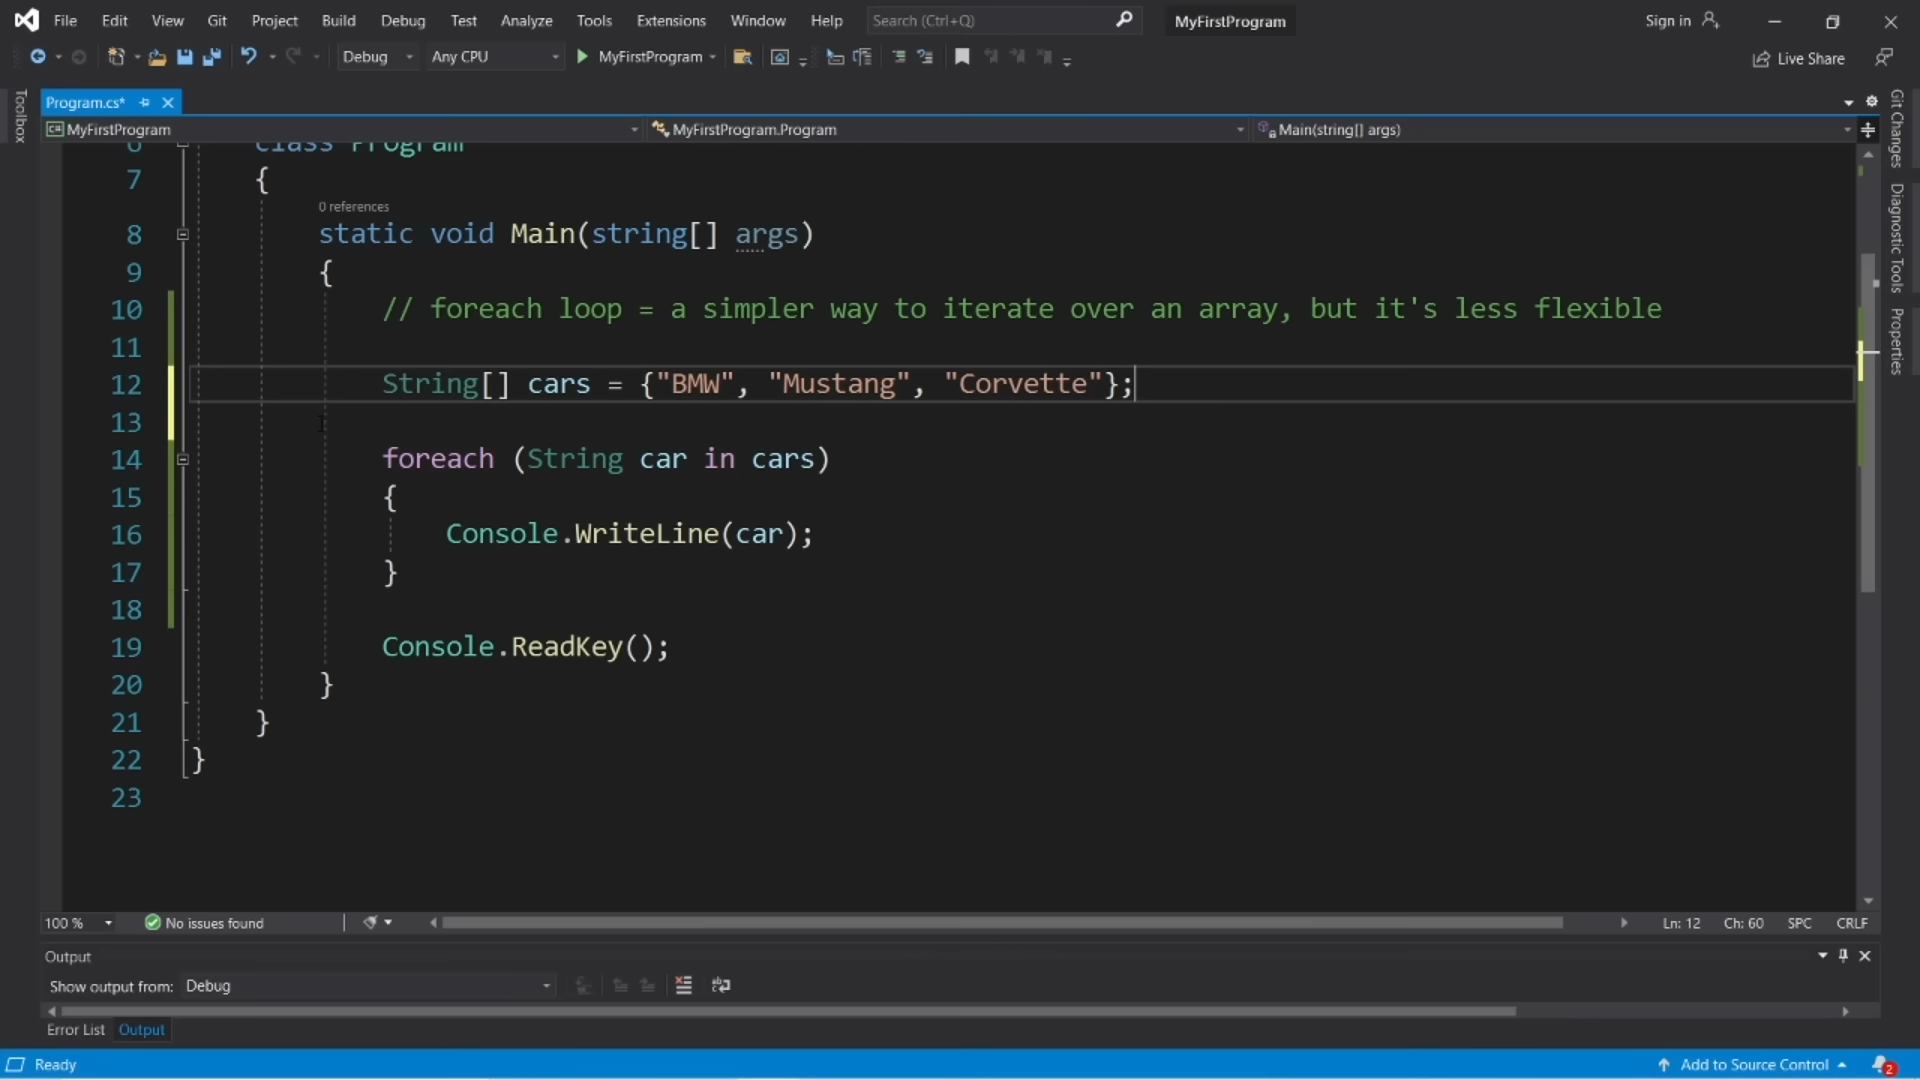 File Edit View Git Project Build Debug Test Analyze Tools Extensions Window Help Search (Ctrl+Q) MyFirstProgram Sign in
Debug Any CPU MyFirstProgram Live Share
Toolbox
Program.cs*
MyFirstProgram MyFirstProgram.Program Main(string[] args)
6 class Program
7 {
0 references
8 static void Main(string[] args)
9 {
10 // foreach loop = a simpler way to iterate over an array, but it's less flexible
11
12 String[] cars = {"BMW", "Mustang", "Corvette"};
13
14 foreach (String car in cars)
15 {
16 Console.WriteLine(car);
17 }
18
19 Console.ReadKey();
20 }
21 }
22 }
23
Git Changes
Diagnostic Tools
Properties
100 % No issues found Ln: 12 Ch: 60 SPC CRLF
Output
Show output from: Debug
Error List Output
Ready Add to Source Control 2